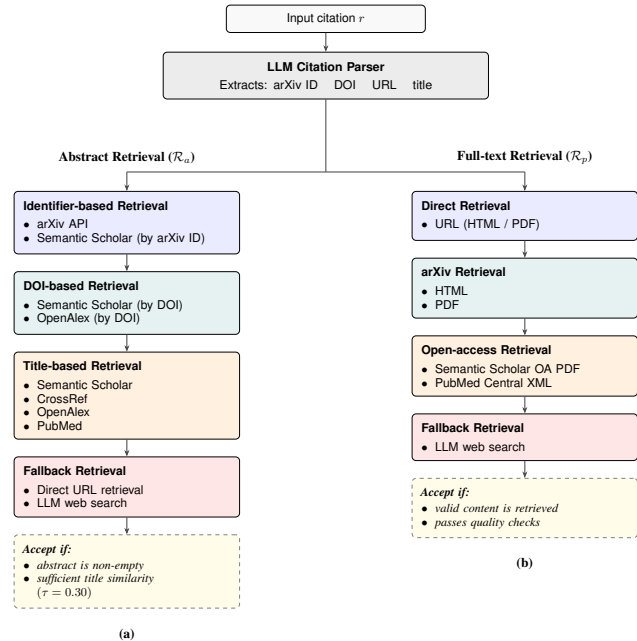 Input citation r
LLM Citation Parser
Extracts: arXiv ID DOI URL title
Abstract Retrieval (ℛₐ)
Identifier-based Retrieval
• arXiv API
• Semantic Scholar (by arXiv ID)
DOI-based Retrieval
• Semantic Scholar (by DOI)
• OpenAlex (by DOI)
Title-based Retrieval
• Semantic Scholar
• CrossRef
• OpenAlex
• PubMed
Fallback Retrieval
• Direct URL retrieval
• LLM web search
Accept if:
• abstract is non-empty
• sufficient title similarity
(τ = 0.30)
(a)
Full-text Retrieval (ℛₚ)
Direct Retrieval
• URL (HTML / PDF)
arXiv Retrieval
• HTML
• PDF
Open-access Retrieval
• Semantic Scholar OA PDF
• PubMed Central XML
Fallback Retrieval
• LLM web search
Accept if:
• valid content is retrieved
• passes quality checks
(b)